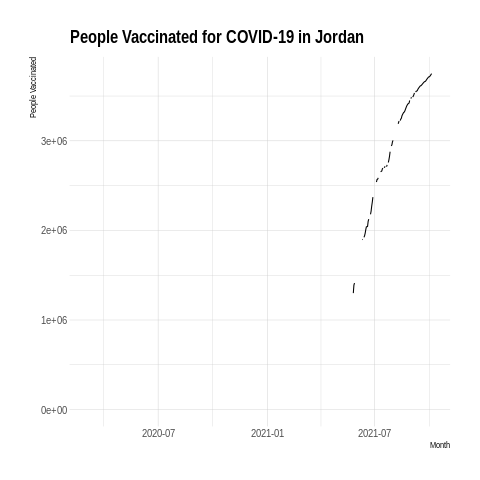 People Vaccinated for COVID-19 in Jordan
People Vaccinated
3e+06
2e+06
1e+06
0e+00
2020-07 2021-01 2021-07
Month